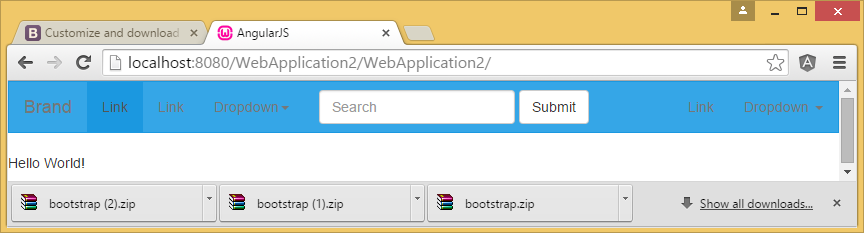 Customize and download
AngularJS
localhost:8080/WebApplication2/WebApplication2/
Brand Link Link Dropdown Search Submit Link Dropdown
Hello World!
bootstrap (2).zip bootstrap (1).zip bootstrap.zip Show all downloads...